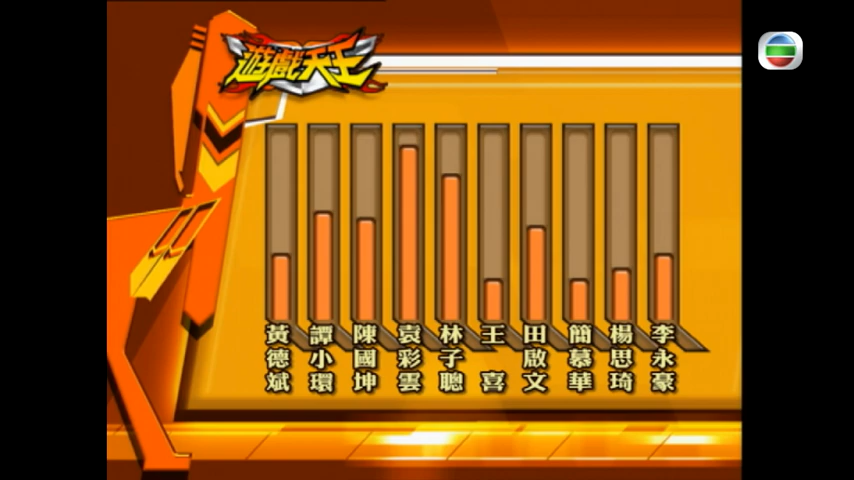 遊戲天王
黃德斌
譚小環
陳國坤
袁彩雲
林子聰
王喜
田啟文
簡慕華
楊思琦
李永豪